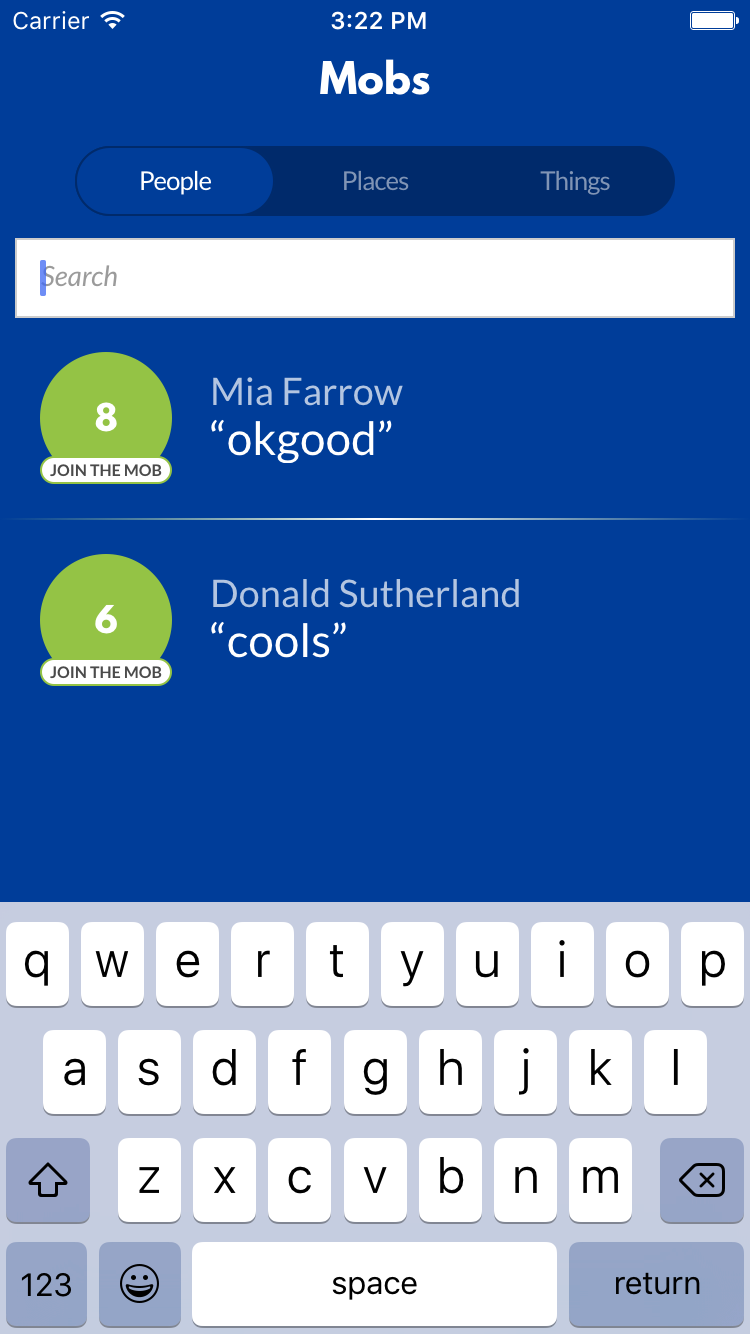 Carrier 3:22 PM
Mobs
People Places Things
Search
8
JOIN THE MOB
Mia Farrow
“okgood”
6
JOIN THE MOB
Donald Sutherland
“cools”
q w e r t y u i o p
a s d f g h j k l
z x c v b n m
123 space return